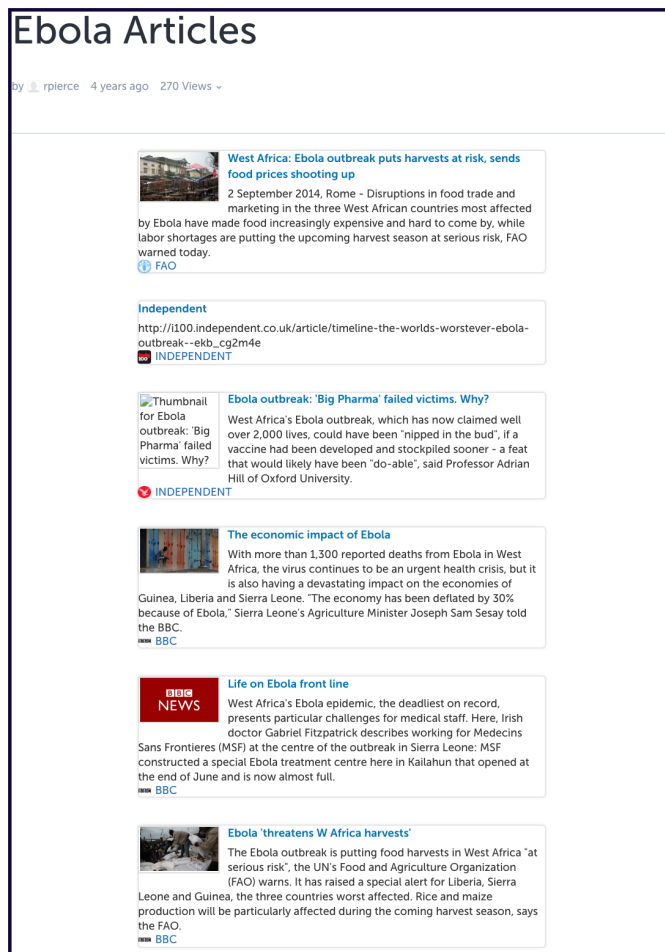 Ebola Articles
by rpierce 4 years ago 270 Views
West Africa: Ebola outbreak puts harvests at risk, sends
food prices shooting up
2 September 2014, Rome - Disruptions in food trade and
marketing in the three West African countries most affected
by Ebola have made food increasingly expensive and hard to come by, while
labor shortages are putting the upcoming harvest season at serious risk, FAO
warned today.
FAO
Independent
http://i100.independent.co.uk/article/timeline-the-worlds-worstever-ebola-
outbreak--ekb_cg2m4e
INDEPENDENT
Thumbnail
for Ebola
outbreak: 'Big
Pharma' failed
victims. Why?
Ebola outbreak: 'Big Pharma' failed victims. Why?
West Africa's Ebola outbreak, which has now claimed well
over 2,000 lives, could have been "nipped in the bud", if a
vaccine had been developed and stockpiled sooner - a feat
that would likely have been "do-able", said Professor Adrian
Hill of Oxford University.
INDEPENDENT
The economic impact of Ebola
With more than 1,300 reported deaths from Ebola in West
Africa, the virus continues to be an urgent health crisis, but it
is also having a devastating impact on the economies of
Guinea, Liberia and Sierra Leone. "The economy has been deflated by 30%
because of Ebola," Sierra Leone's Agriculture Minister Joseph Sam Sesay told
the BBC.
BBC
BBC
NEWS
Life on Ebola front line
West Africa's Ebola epidemic, the deadliest on record,
presents particular challenges for medical staff. Here, Irish
doctor Gabriel Fitzpatrick describes working for Medecins
Sans Frontieres (MSF) at the centre of the outbreak in Sierra Leone: MSF
constructed a special Ebola treatment centre here in Kailahun that opened at
the end of June and is now almost full.
BBC
Ebola 'threatens W Africa harvests'
The Ebola outbreak is putting food harvests in West Africa "at
serious risk", the UN's Food and Agriculture Organization
(FAO) warns. It has raised a special alert for Liberia, Sierra
Leone and Guinea, the three countries worst affected. Rice and maize
production will be particularly affected during the coming harvest season, says
the FAO.
BBC